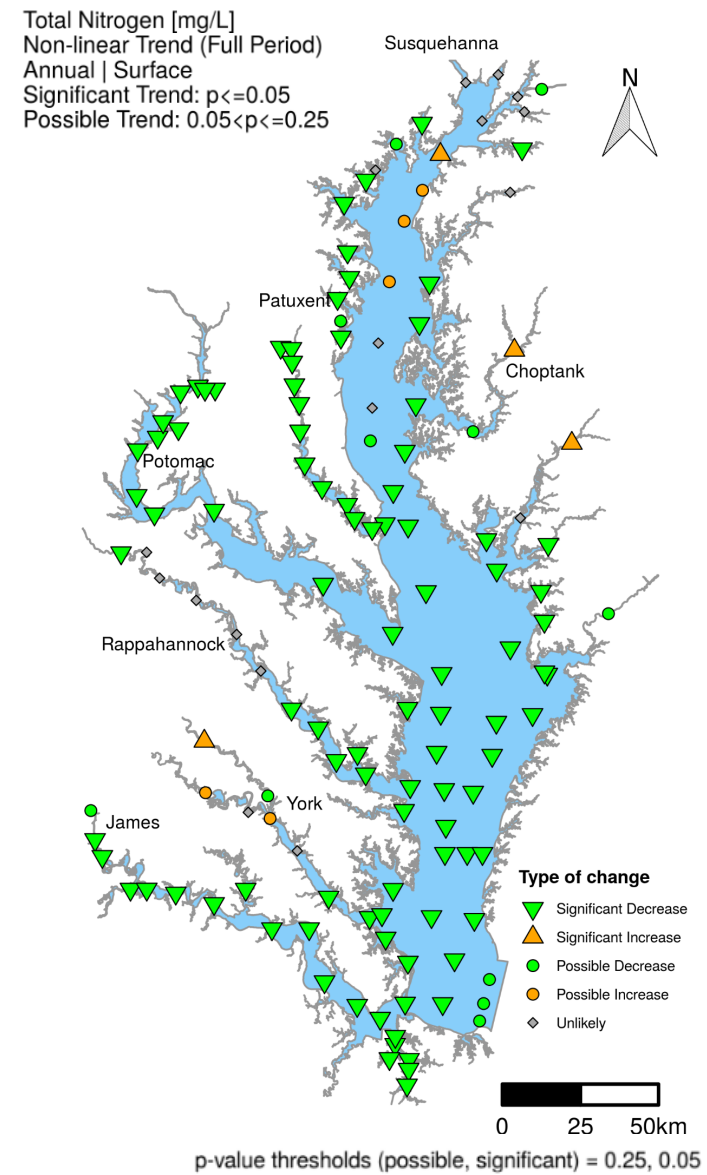 Total Nitrogen [mg/L]
Non-linear Trend (Full Period)
Annual | Surface
Significant Trend: p<=0.05
Possible Trend: 0.05<p<=0.25
Susquehanna
N
Patuxent
Choptank
Potomac
Rappahannock
York
James
Type of change
Significant Decrease
Significant Increase
Possible Decrease
Possible Increase
Unlikely
0 25 50km
p-value thresholds (possible, significant) = 0.25, 0.05